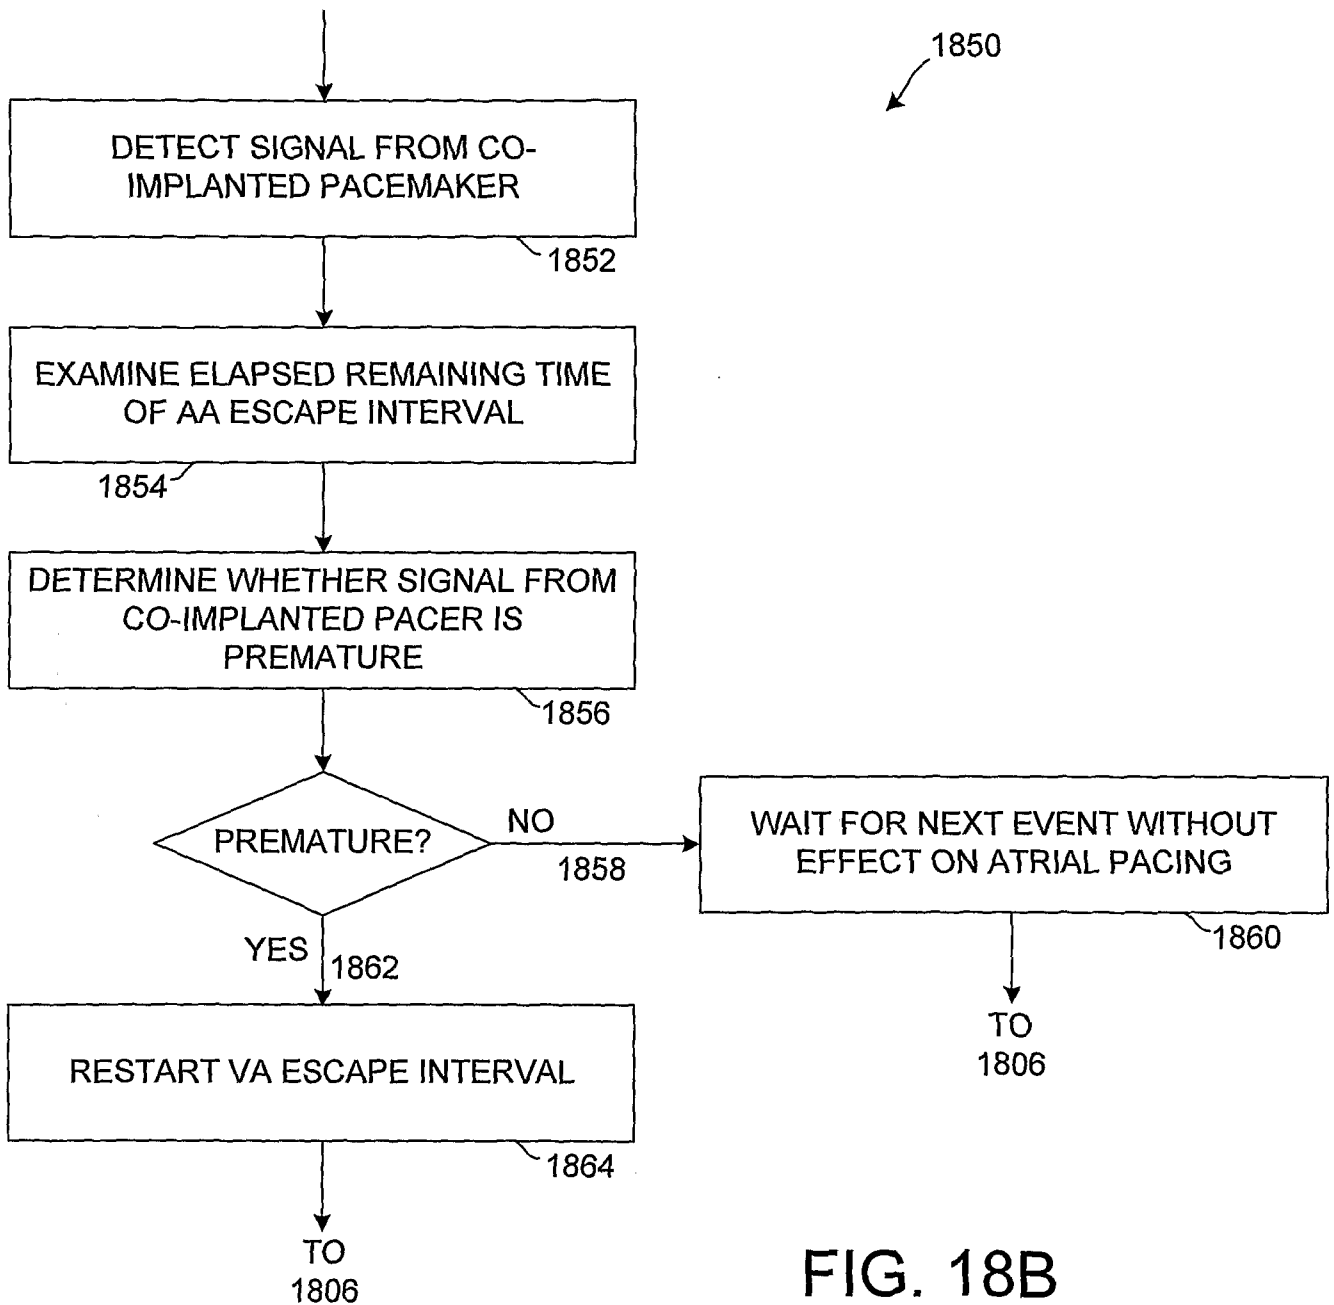 1850
DETECT SIGNAL FROM CO-
IMPLANTED PACEMAKER
1852
EXAMINE ELAPSED REMAINING TIME
OF AA ESCAPE INTERVAL
1854
DETERMINE WHETHER SIGNAL FROM
CO-IMPLANTED PACER IS
PREMATURE
1856
PREMATURE?
NO
1858
WAIT FOR NEXT EVENT WITHOUT
EFFECT ON ATRIAL PACING
1860
TO
1806
YES
1862
RESTART VA ESCAPE INTERVAL
1864
TO
1806
FIG. 18B